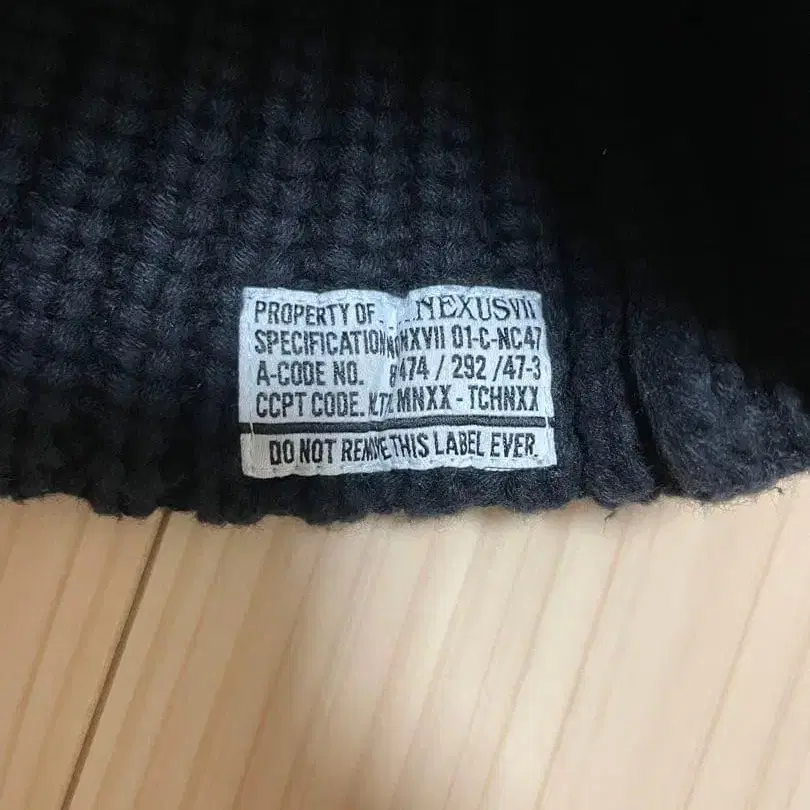 PROPERTY OF . . . NEXUSVII
SPECIFICATION NXVII 01-C-NC47
A-CODE NO. 474 / 292 /47-3
CCPT CODE. MNXX - TCHNXX
DO NOT REMOVE THIS LABEL EVER.